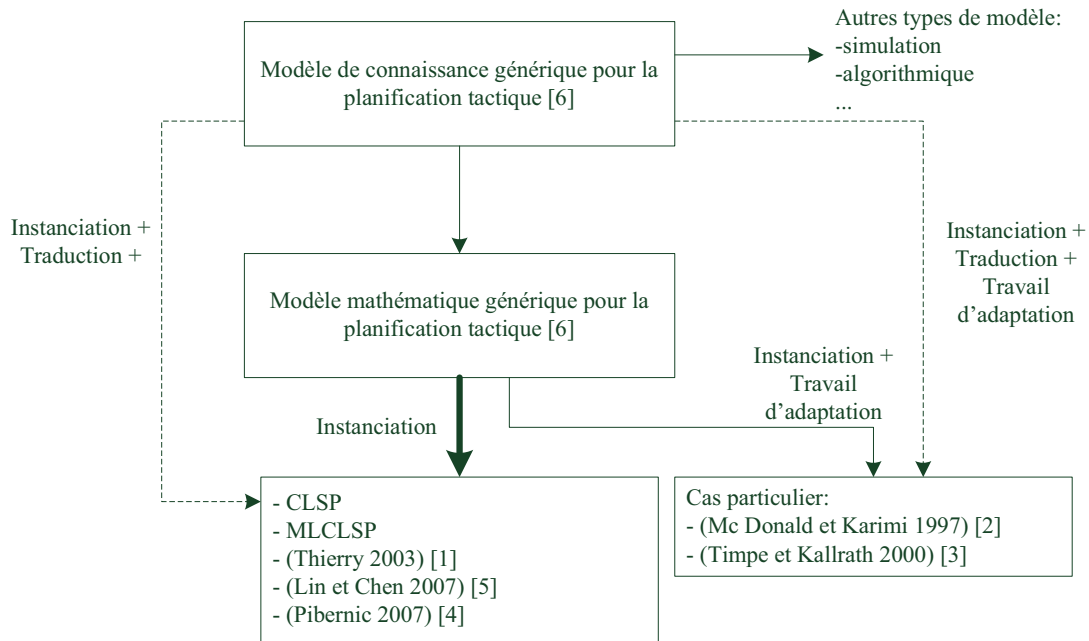 Autres types de modèle:
-simulation
-algorithmique
...
Modèle de connaissance générique pour la
planification tactique [6]
Instanciation +
Traduction +
Instanciation +
Traduction +
Travail
d’adaptation
Modèle mathématique générique pour la
planification tactique [6]
Instanciation +
Travail
d’adaptation
Instanciation
- CLSP
- MLCLSP
- (Thierry 2003) [1]
- (Lin et Chen 2007) [5]
- (Pibernic 2007) [4]
Cas particulier:
- (Mc Donald et Karimi 1997) [2]
- (Timpe et Kallrath 2000) [3]